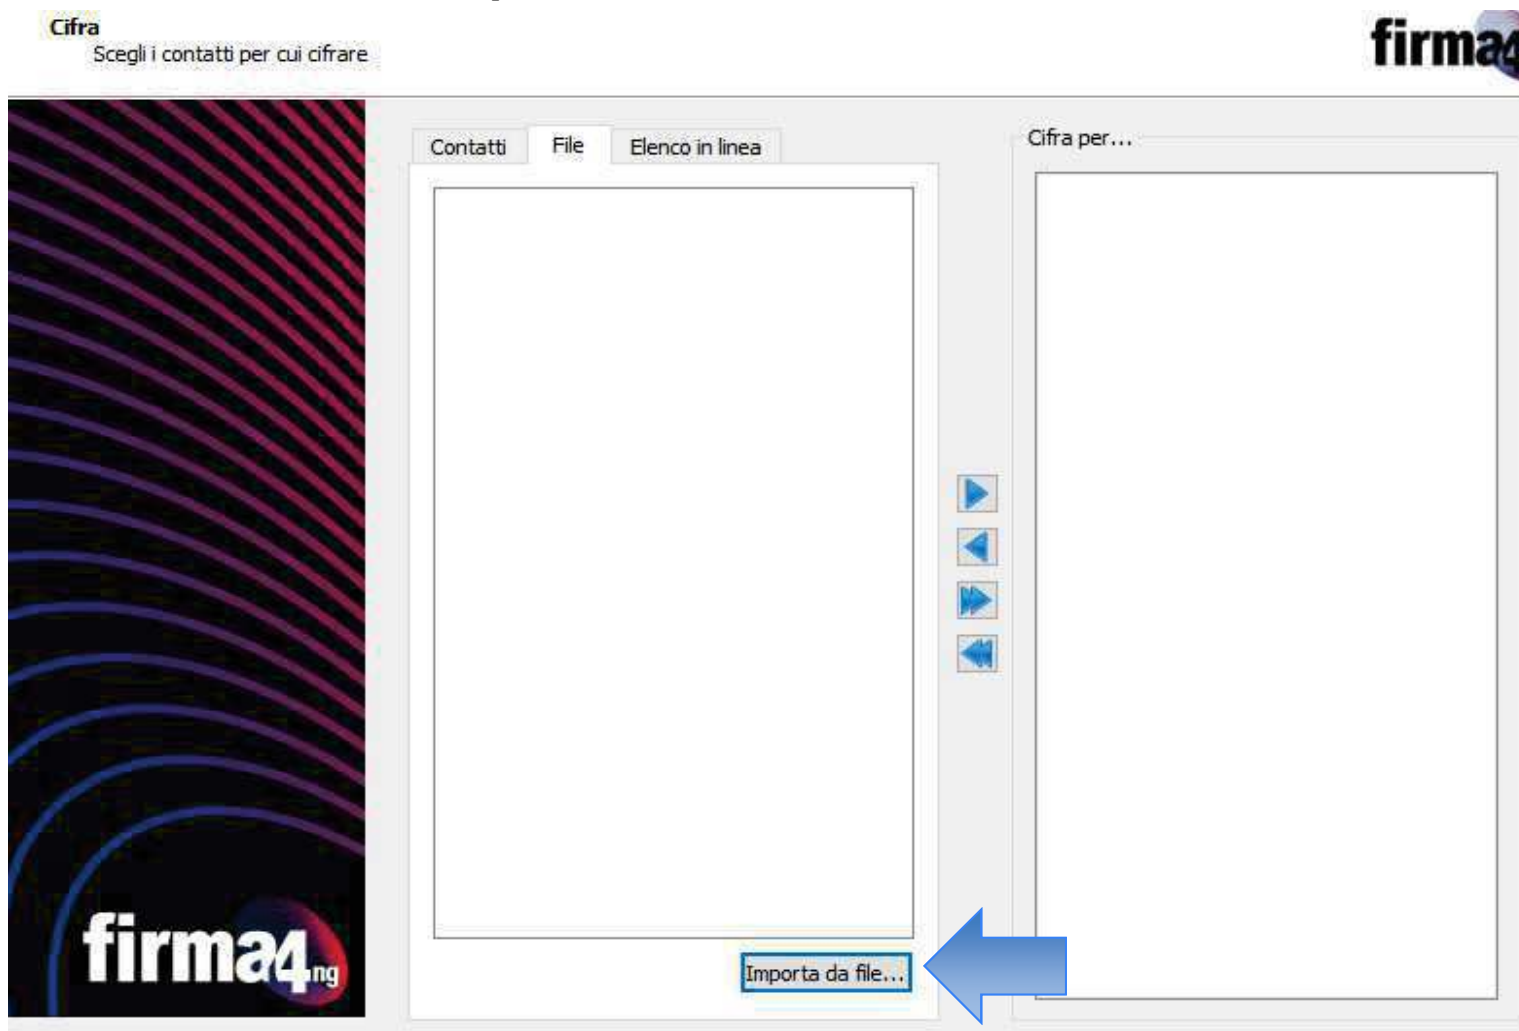 Cifra
Scegli i contatti per cui cifrare
firma4
Contatti
File
Elenco in linea
Cifra per...
Importa da file...
firma4ng